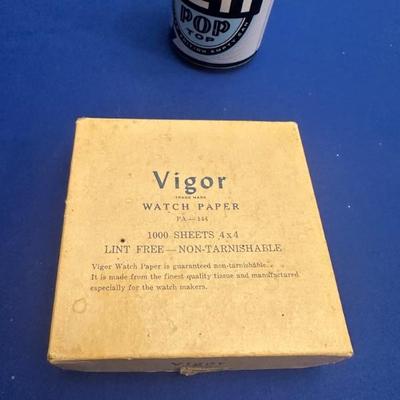 POP
TOP
Vigor
TRADE MARK
WATCH PAPER
PA—144
1000 SHEETS 4x4
LINT FREE—NON-TARNISHABLE
Vigor Watch Paper is guaranteed non-tarnishable.
It is made from the finest quality tissue and manufactured
especially for the watch makers.
Vigor